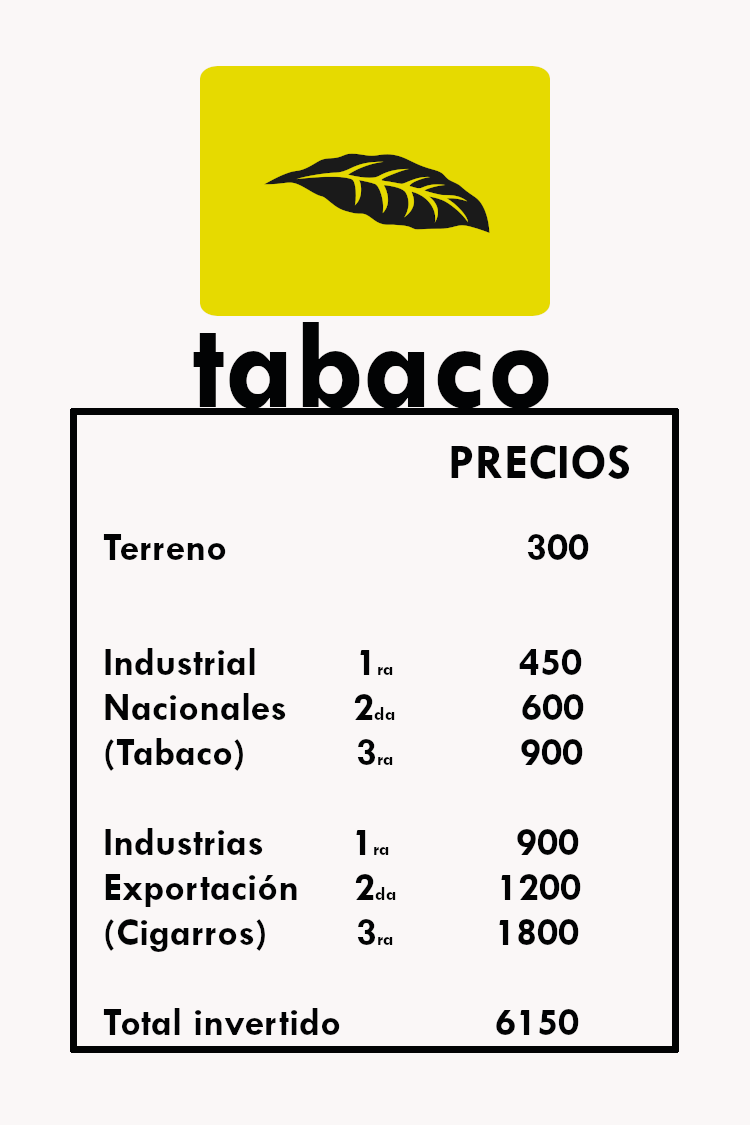 tabaco
PRECIOS
Terreno 300
Industrial 1ra 450
Nacionales 2da 600
(Tabaco) 3ra 900
Industrias 1ra 900
Exportación 2da 1200
(Cigarros) 3ra 1800
Total invertido 6150